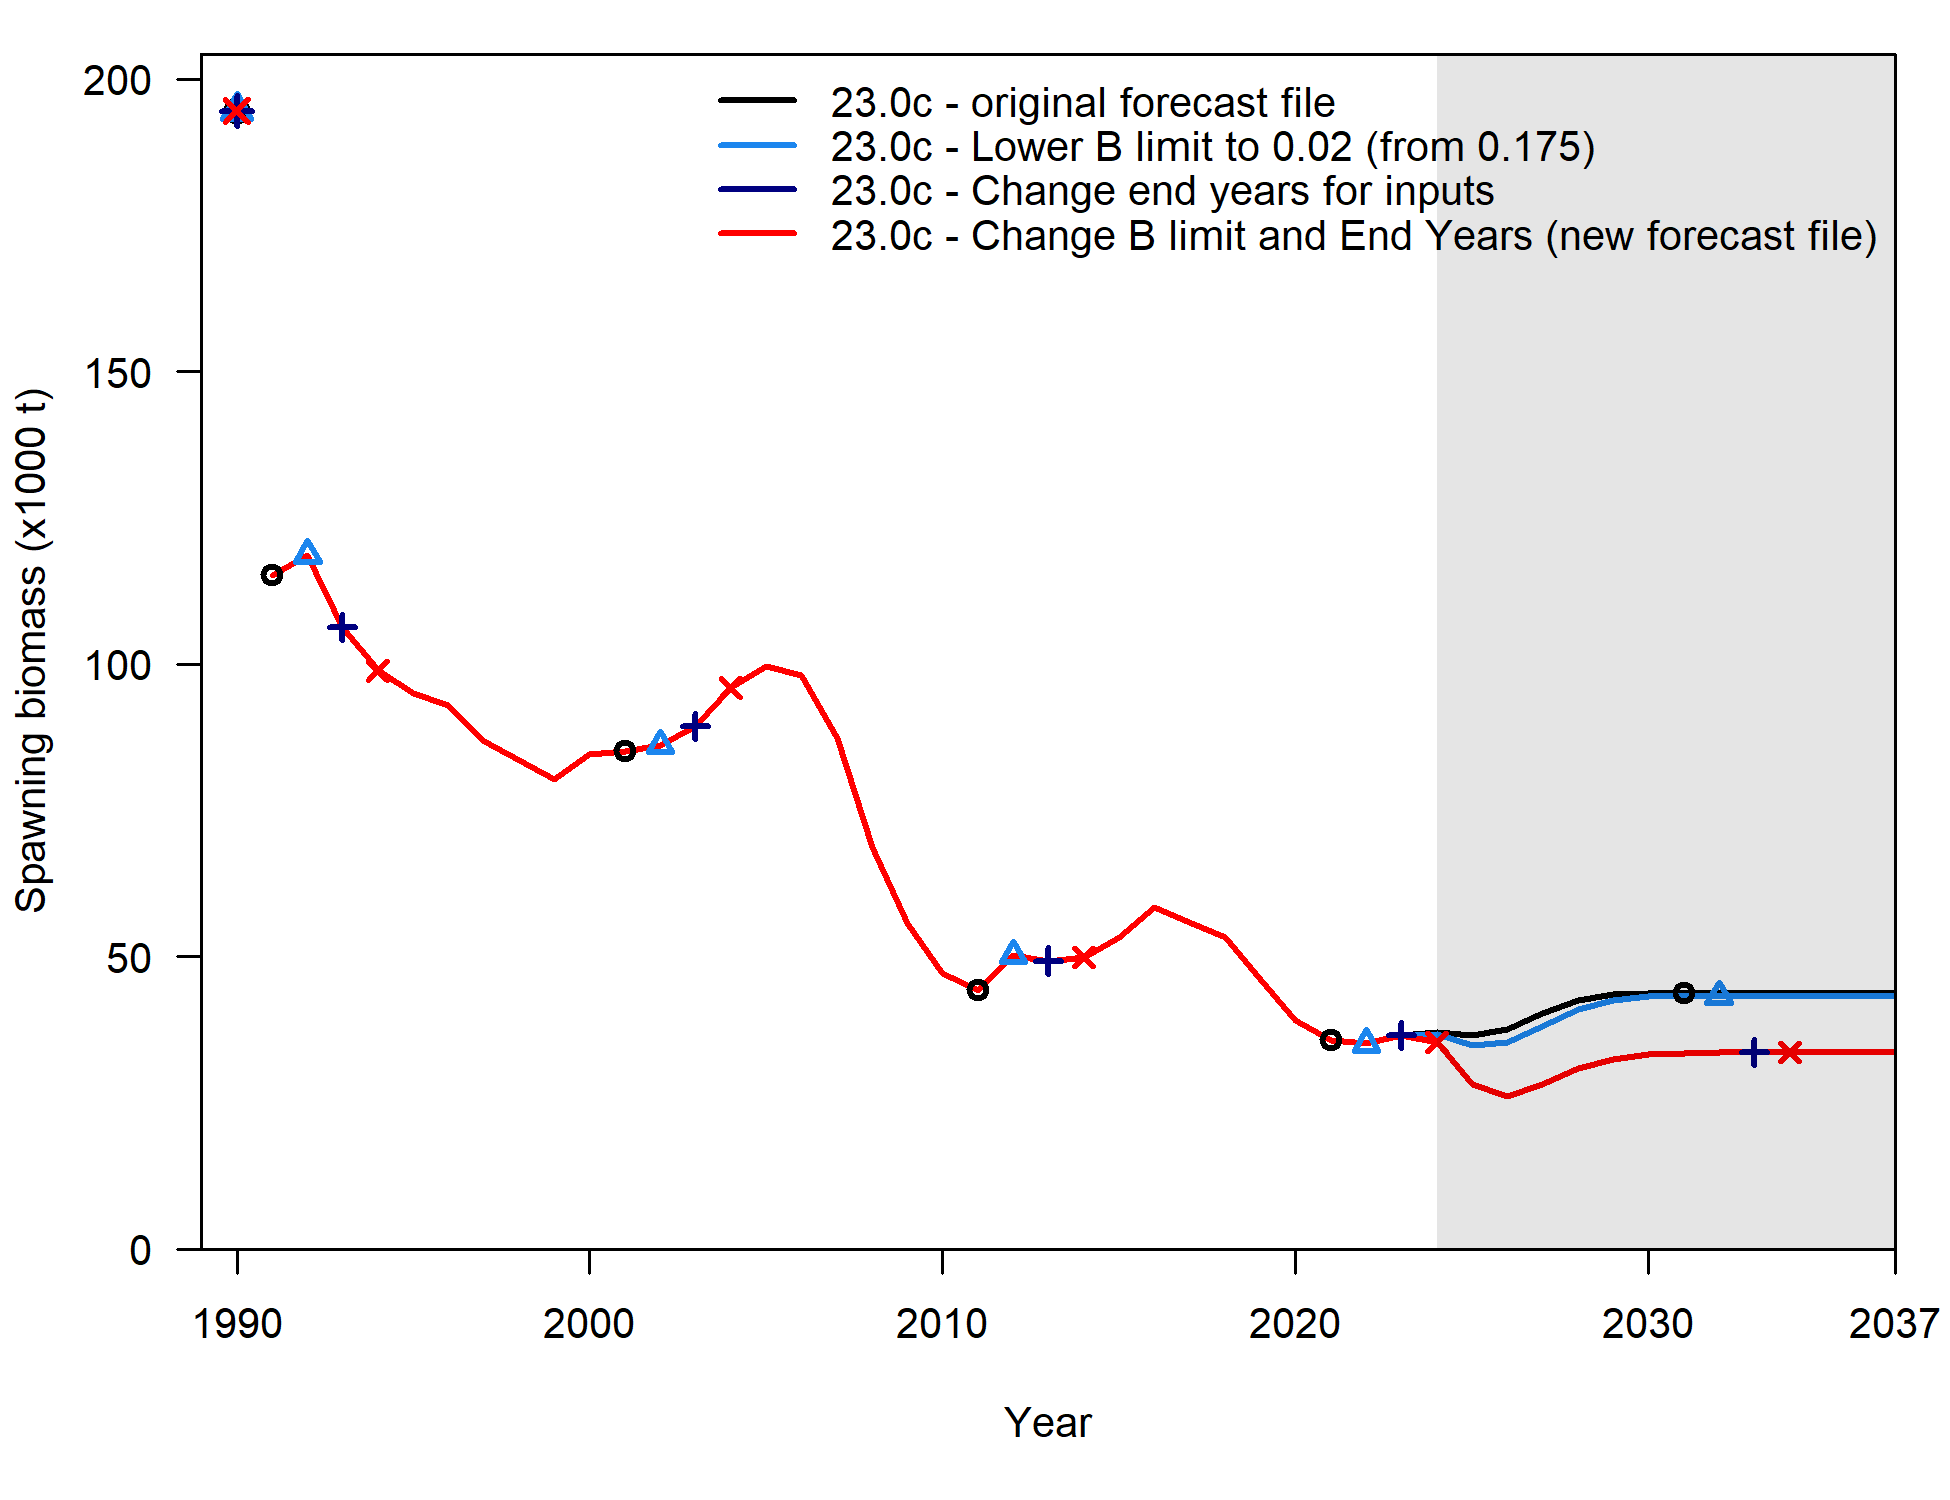 23.0c - original forecast file
23.0c - Lower B limit to 0.02 (from 0.175)
23.0c - Change end years for inputs
23.0c - Change B limit and End Years (new forecast file)
Spawning biomass (x1000 t)
200
150
100
50
0
1990 2000 2010 2020 2030 2037
Year